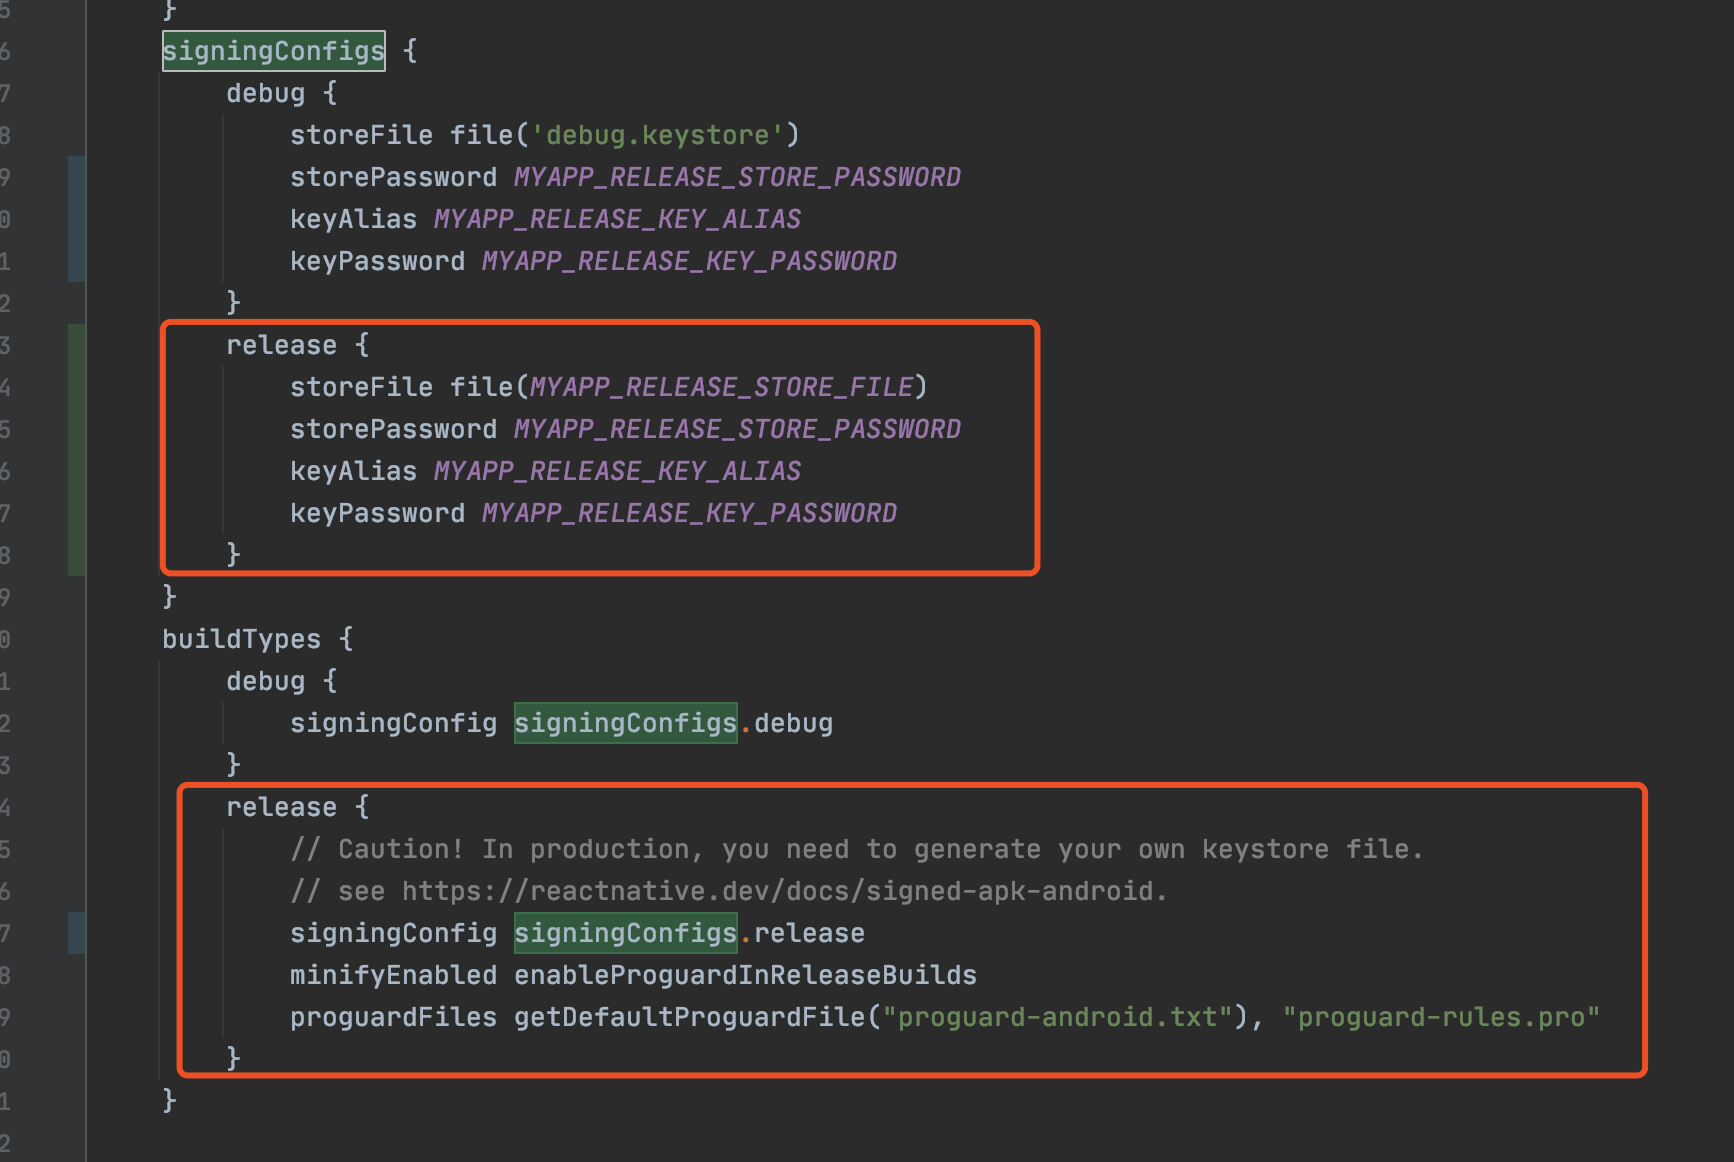 5 }
6 signingConfigs {
7 debug {
8 storeFile file('debug.keystore')
9 storePassword MYAPP_RELEASE_STORE_PASSWORD
0 keyAlias MYAPP_RELEASE_KEY_ALIAS
1 keyPassword MYAPP_RELEASE_KEY_PASSWORD
2 }
3 release {
4 storeFile file(MYAPP_RELEASE_STORE_FILE)
5 storePassword MYAPP_RELEASE_STORE_PASSWORD
6 keyAlias MYAPP_RELEASE_KEY_ALIAS
7 keyPassword MYAPP_RELEASE_KEY_PASSWORD
8 }
9 }
0 buildTypes {
1 debug {
2 signingConfig signingConfigs.debug
3 }
4 release {
5 // Caution! In production, you need to generate your own keystore file.
6 // see https://reactnative.dev/docs/signed-apk-android.
7 signingConfig signingConfigs.release
8 minifyEnabled enableProguardInReleaseBuilds
9 proguardFiles getDefaultProguardFile("proguard-android.txt"), "proguard-rules.pro"
0 }
1 }
2